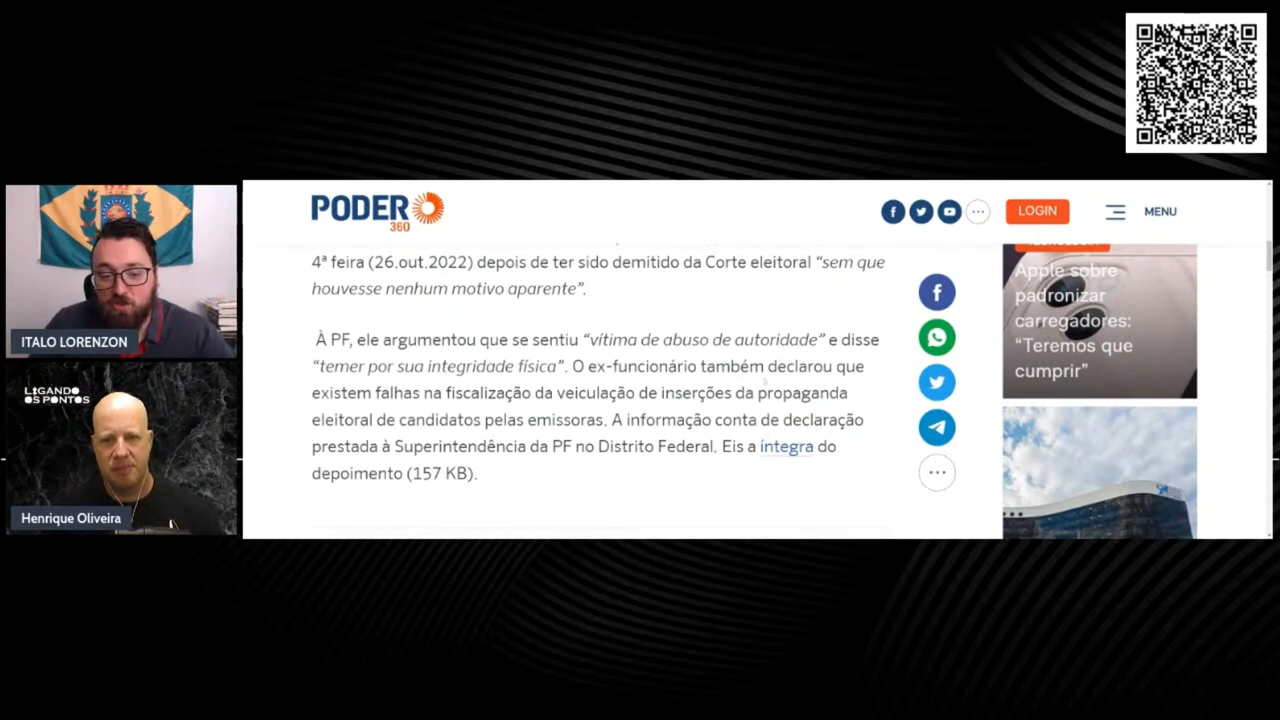 PODER
360
LOGIN
MENU
4ª feira (26.out.2022) depois de ter sido demitido da Corte eleitoral “sem que
houvesse nenhum motivo aparente”.
À PF, ele argumentou que se sentiu “vítima de abuso de autoridade” e disse
“temer por sua integridade física”. O ex-funcionário também declarou que
existem falhas na fiscalização da veiculação de inserções da propaganda
eleitoral de candidatos pelas emissoras. A informação conta de declaração
prestada à Superintendência da PF no Distrito Federal. Eis a íntegra do
depoimento (157 KB).
Apple sobre
padronizar
carregadores:
“Teremos que
cumprir”
ITALO LORENZON
LIGANDO
OS PONTOS
Henrique Oliveira